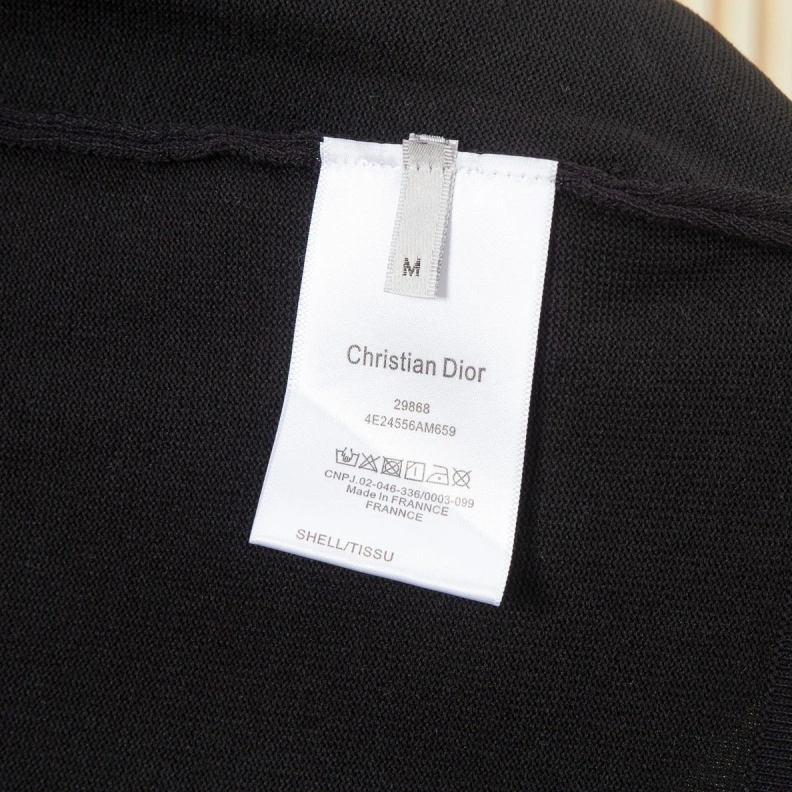 M
Christian Dior
29868
4E24556AM659
CNPJ.02-046-336/0003-099
Made In FRANNCE
FRANNCE
SHELL/TISSU